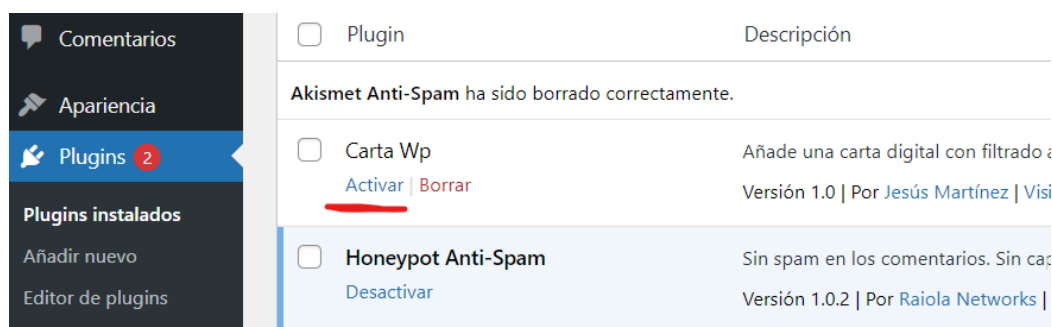 Comentarios
Apariencia
Plugins 2
Plugins instalados
Añadir nuevo
Editor de plugins
Plugin Descripción
Akismet Anti-Spam ha sido borrado correctamente.
Carta Wp Añade una carta digital con filtrado
Activar | Borrar Versión 1.0 | Por Jesús Martínez |
Honeypot Anti-Spam Sin spam en los comentarios. Sin
Desactivar Versión 1.0.2 | Por Raiola Networks |